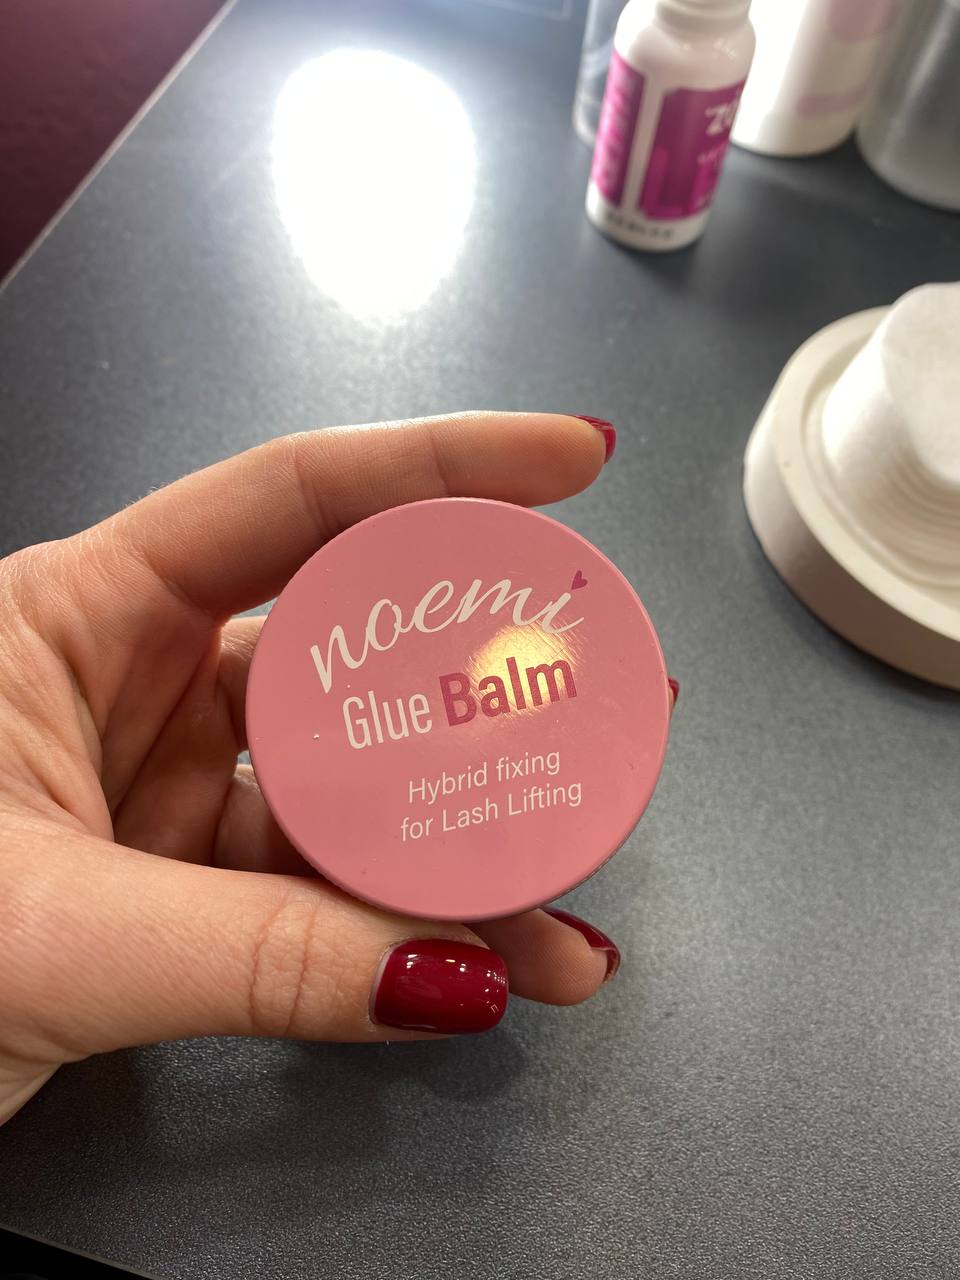 noemi
Glue Balm
Hybrid fixing
for Lash Lifting